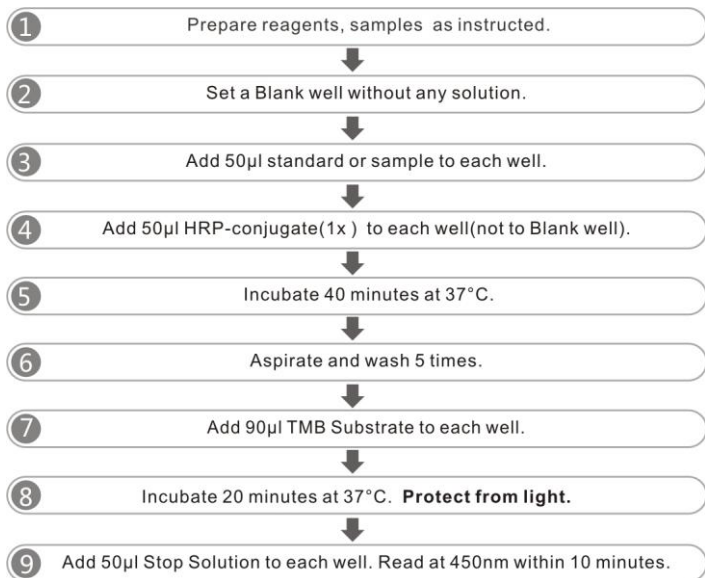 1 Prepare reagents, samples as instructed.
2 Set a Blank well without any solution.
3 Add 50μl standard or sample to each well.
4 Add 50μl HRP-conjugate(1x ) to each well(not to Blank well).
5 Incubate 40 minutes at 37°C.
6 Aspirate and wash 5 times.
7 Add 90μl TMB Substrate to each well.
8 Incubate 20 minutes at 37°C. Protect from light.
9 Add 50μl Stop Solution to each well. Read at 450nm within 10 minutes.